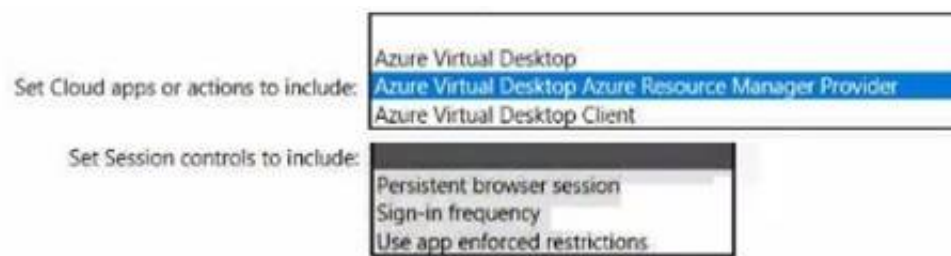 Azure Virtual Desktop
Set Cloud apps or actions to include: Azure Virtual Desktop Azure Resource Manager Provider
Azure Virtual Desktop Client
Set Session controls to include:
Persistent browser session
Sign-in frequency
Use app enforced restrictions